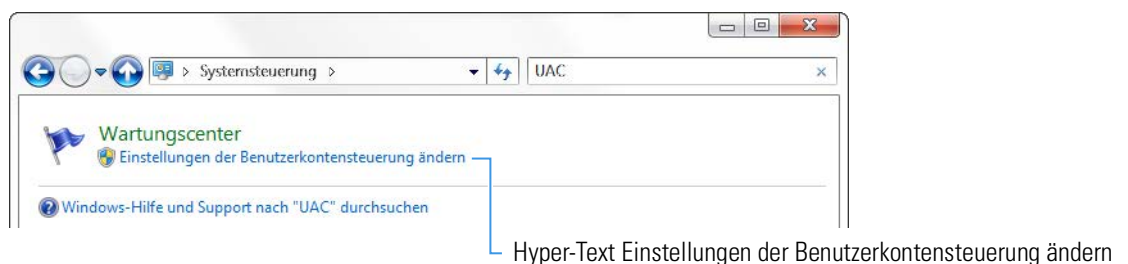 Systemsteuerung
UAC
Wartungscenter
Einstellungen der Benutzerkontensteuerung ändern
Windows-Hilfe und Support nach "UAC" durchsuchen
Hyper-Text Einstellungen der Benutzerkontensteuerung ändern